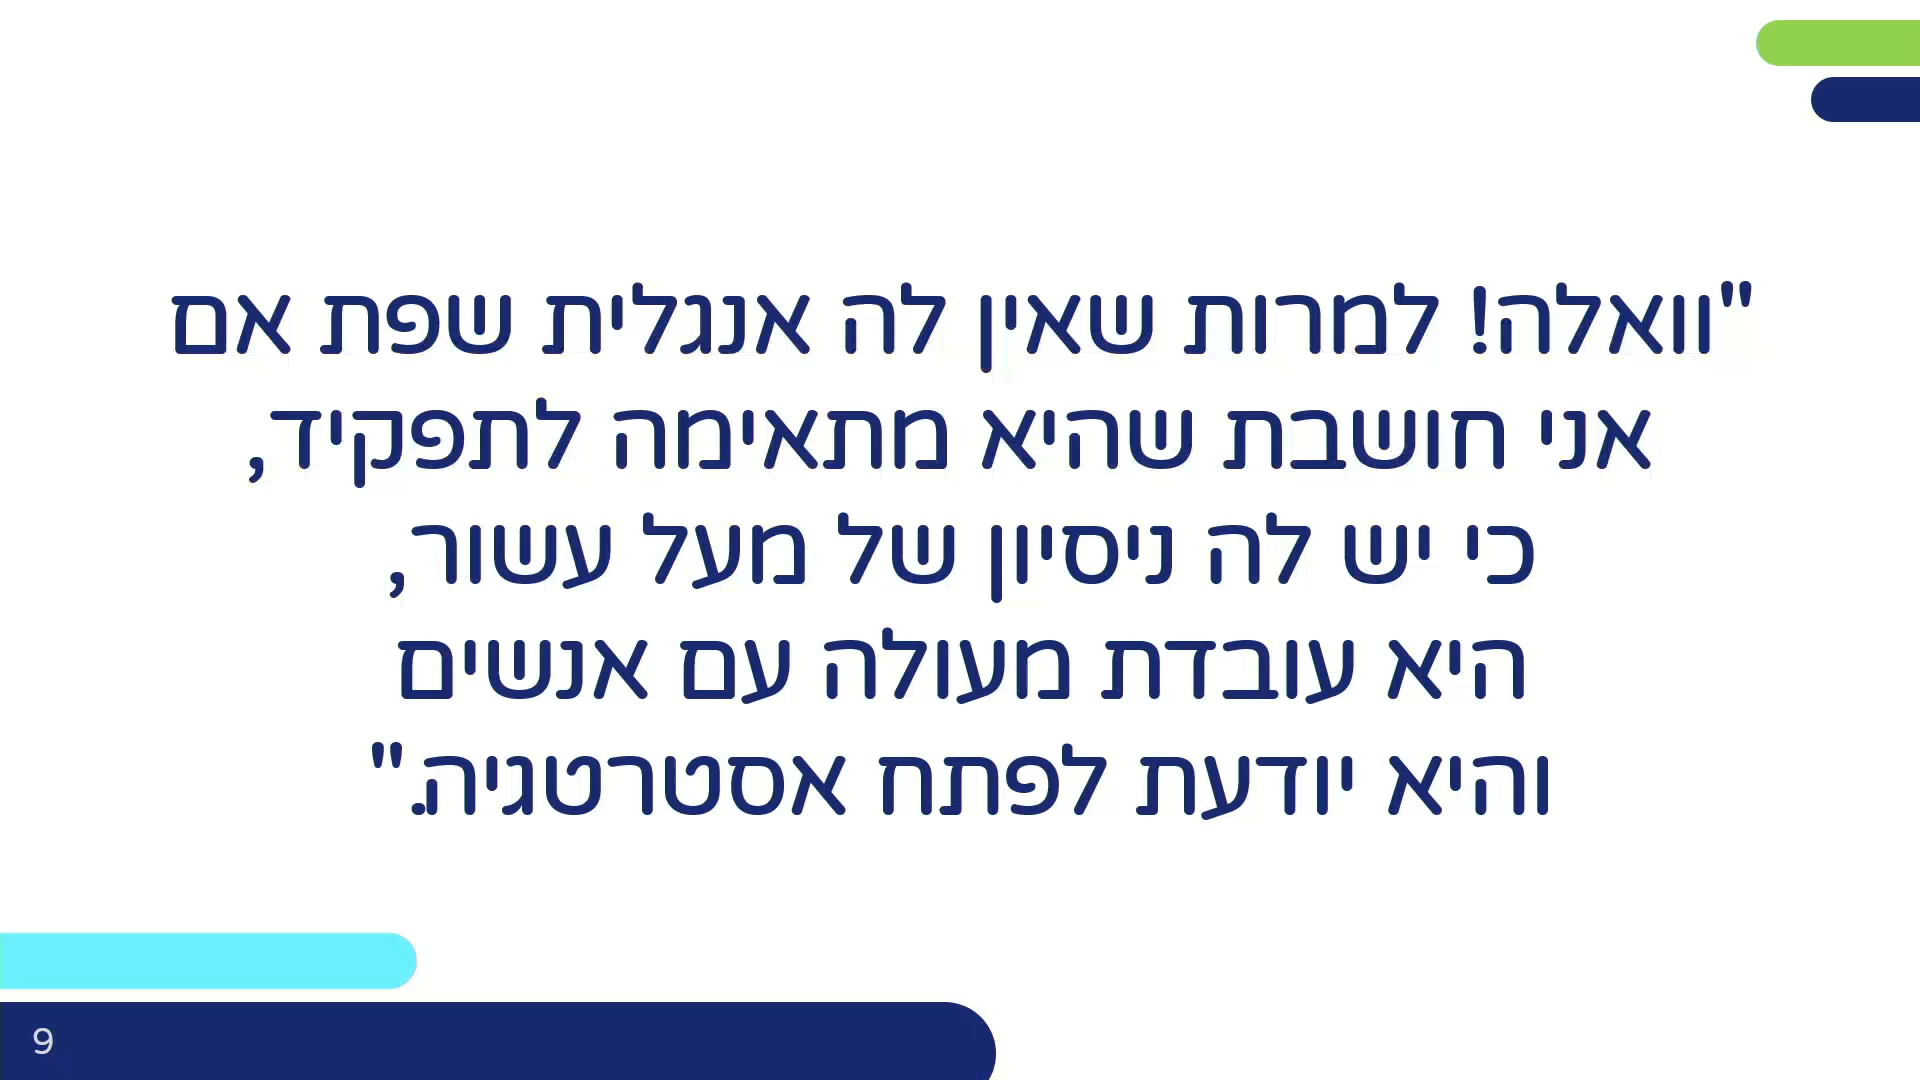 "וואלה! למרות שאין לה אנגלית שפת אם
אני חושבת שהיא מתאימה לתפקיד,
כי יש לה ניסיון של מעל עשור,
היא עובדת מעולה עם אנשים
והיא יודעת לפתח אסטרטגיה."
9